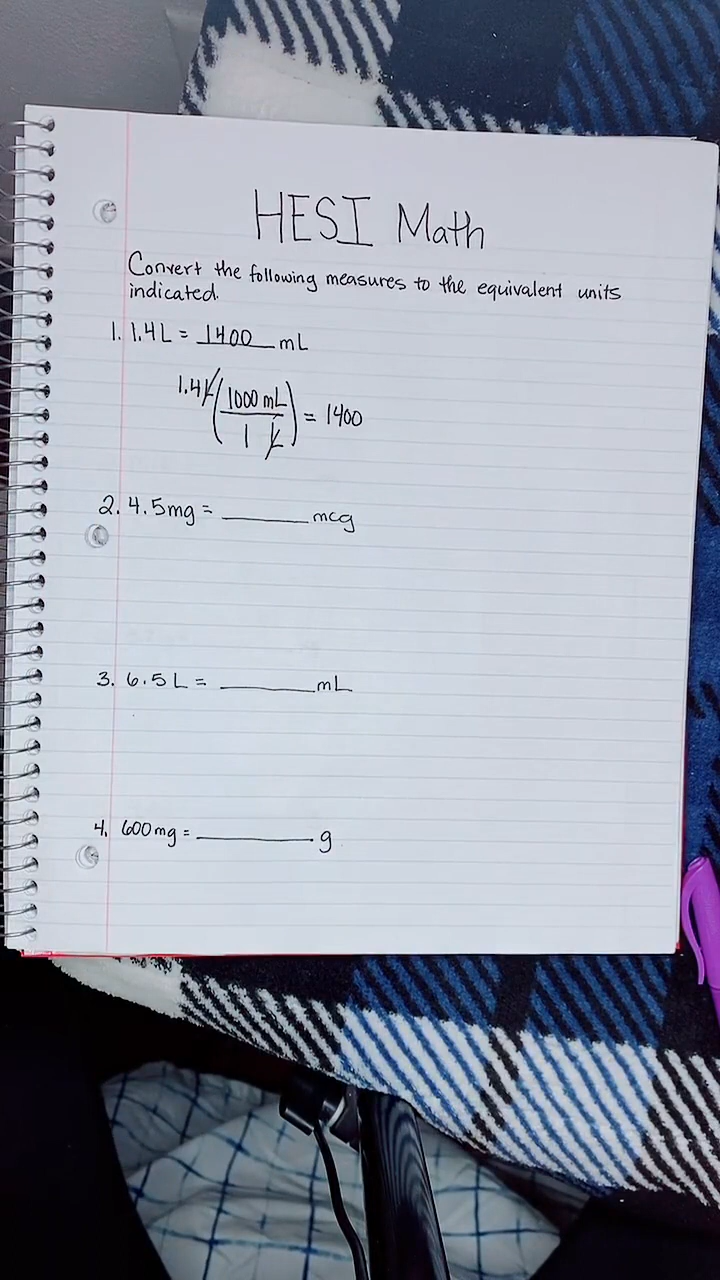 HESI Math
Convert the following measures to the equivalent units
indicated.
1. 1.4L = 1400 mL
1.4L (1000 mL / 1 L) = 1400
2. 4.5mg = ______ mcg
3. 6.5L = ______ mL
4. 600mg = ______ g